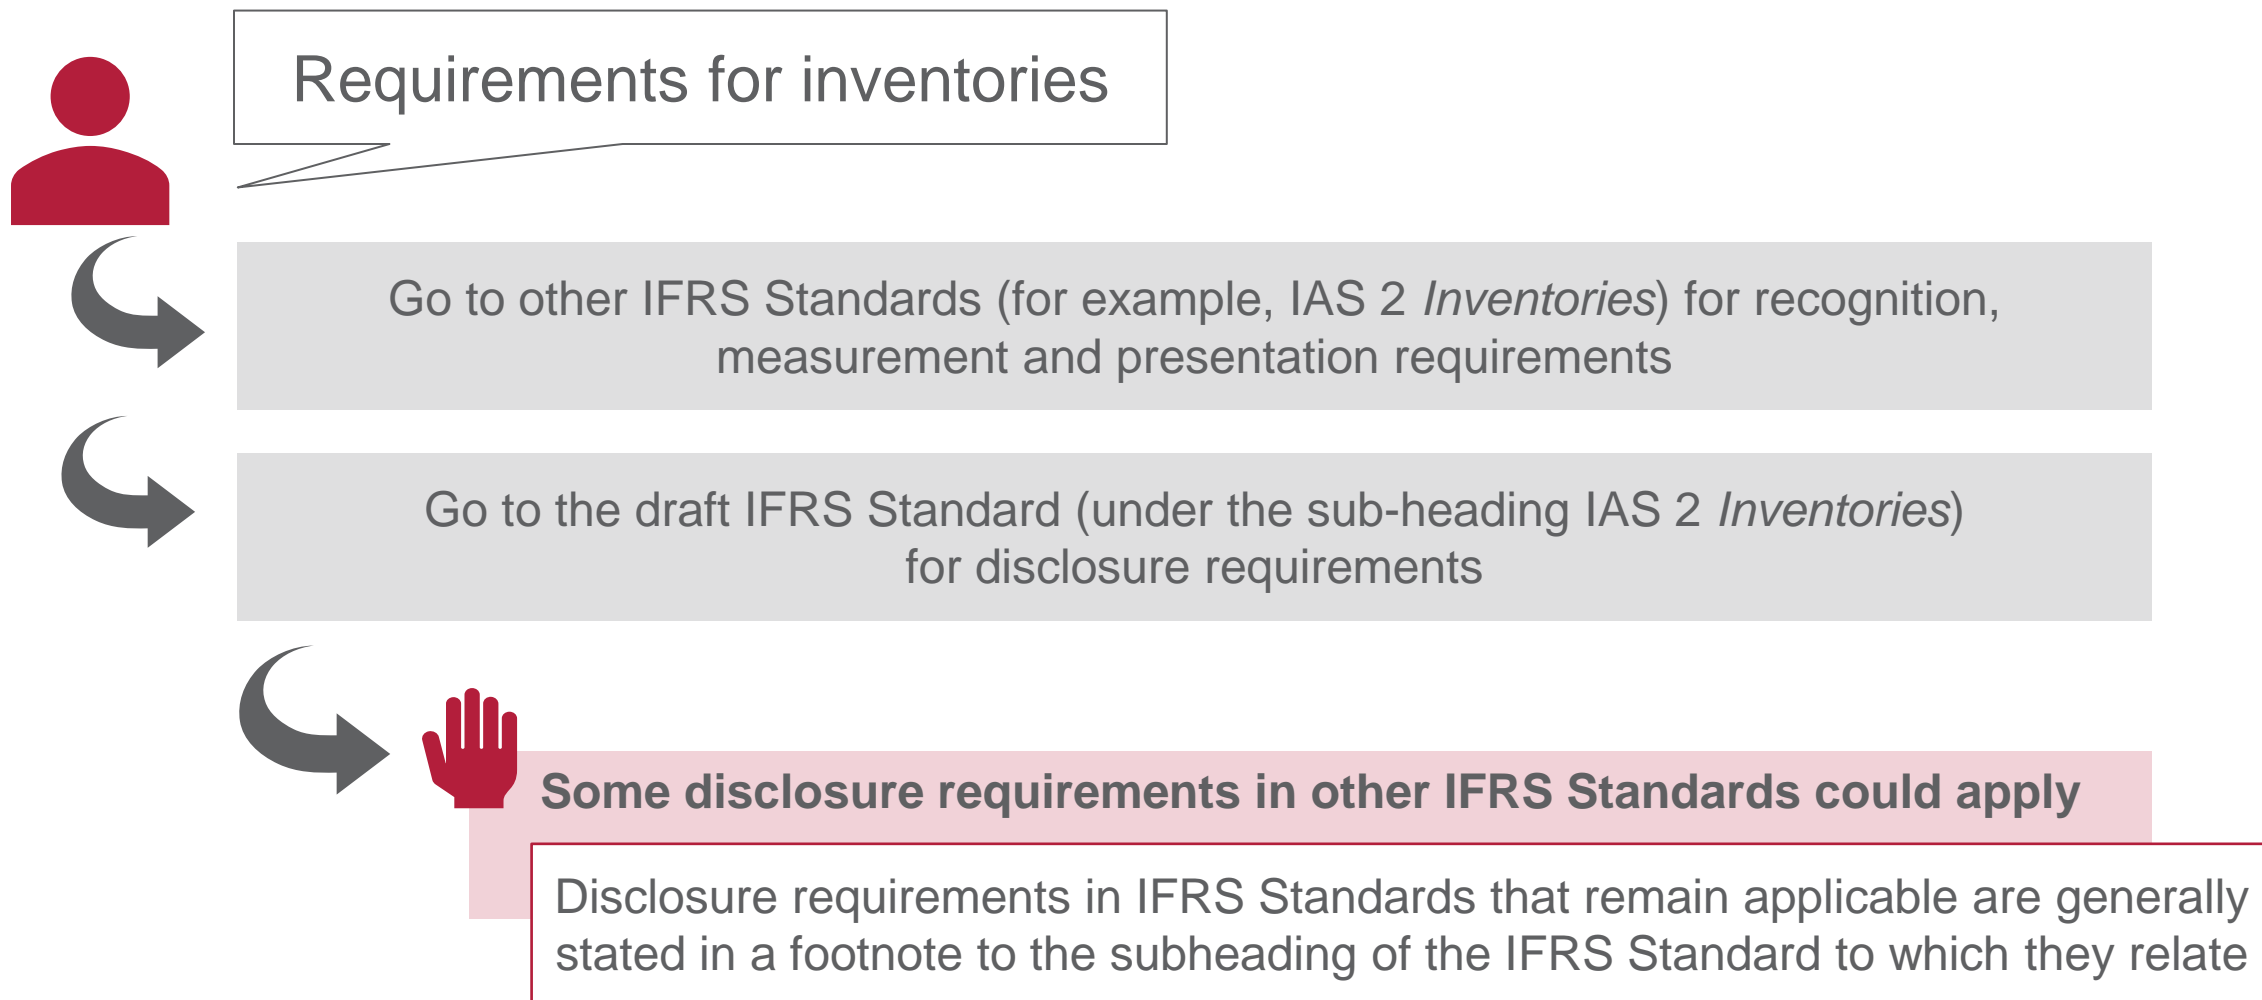 Requirements for inventories
Go to other IFRS Standards (for example, IAS 2 Inventories) for recognition,
measurement and presentation requirements
Go to the draft IFRS Standard (under the sub-heading IAS 2 Inventories)
for disclosure requirements
Some disclosure requirements in other IFRS Standards could apply
Disclosure requirements in IFRS Standards that remain applicable are generally
stated in a footnote to the subheading of the IFRS Standard to which they relate